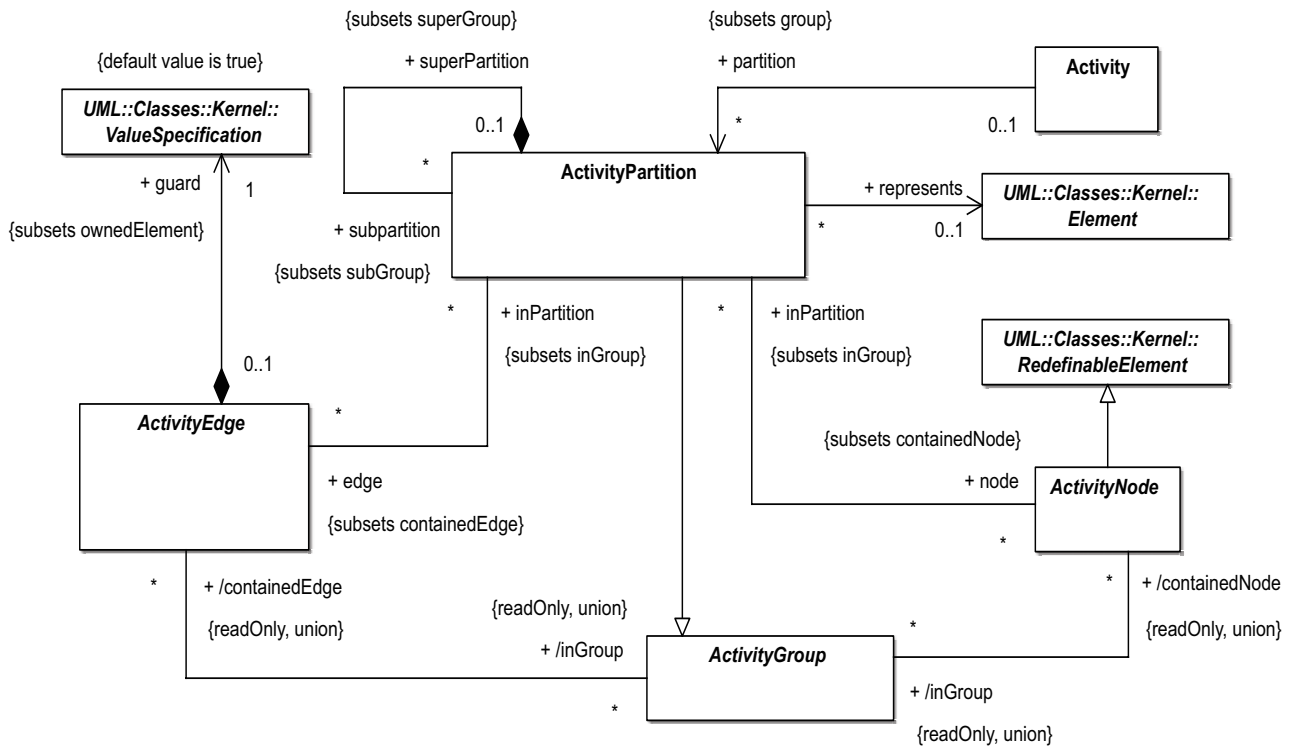 {subsets superGroup}
{subsets group}
{default value is true}
+ superPartition
+ partition
Activity
UML::Classes::Kernel::
ValueSpecification
0..1
*
0..1
*
ActivityPartition
+ guard
1
+ represents
UML::Classes::Kernel::
Element
{subsets ownedElement}
+ subpartition
*
0..1
{subsets subGroup}
*
+ inPartition
*
+ inPartition
{subsets inGroup}
{subsets inGroup}
UML::Classes::Kernel::
RedefinableElement
0..1
ActivityEdge
*
{subsets containedNode}
+ edge
+ node
ActivityNode
{subsets containedEdge}
*
*
+ /containedEdge
*
+ /containedNode
{readOnly, union}
{readOnly, union}
*
{readOnly, union}
+ /inGroup
ActivityGroup
+ /inGroup
*
{readOnly, union}